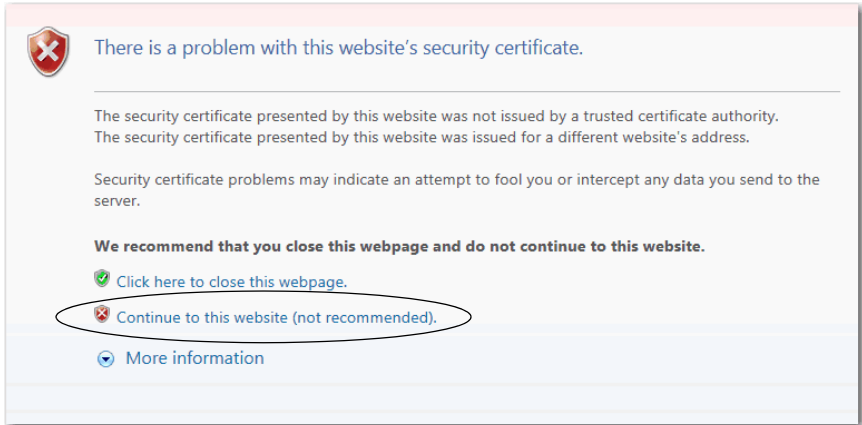 There is a problem with this website's security certificate.
The security certificate presented by this website was not issued by a trusted certificate authority.
The security certificate presented by this website was issued for a different website's address.
Security certificate problems may indicate an attempt to fool you or intercept any data you send to the
server.
We recommend that you close this webpage and do not continue to this website.
Click here to close this webpage.
Continue to this website (not recommended).
More information